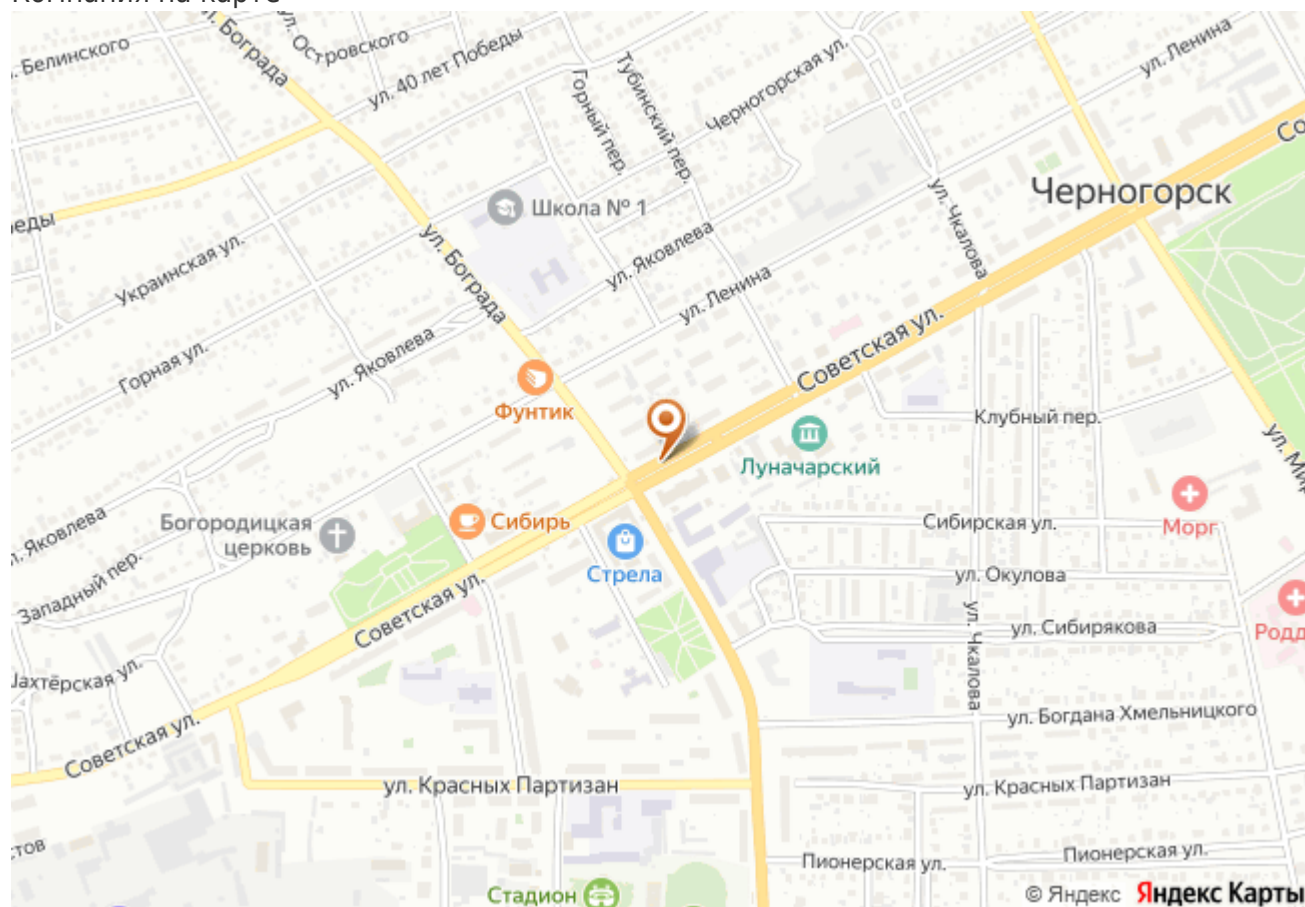 Компания на карте
ул. Белинского
ул. Бограда
ул. Островского
ул. 40 лет Победы
Горный пер.
Тубинский пер.
Черногорская ул.
ул. Ленина
Черногорск
Школа № 1
ул. Чкалова
Украинская ул.
ул. Бограда
ул. Яковлева
ул. Ленина
Советская ул.
Горная ул.
ул. Яковлева
Фунтик
Клубный пер.
Луначарский
Богородицкая
церковь
Сибирь
Стрела
Сибирская ул.
Морг
ул. Яковлева
Западный пер.
Советская ул.
ул. Окулова
ул. Сибирякова
ул. Чкалова
Советская ул.
ул. Богдана Хмельницкого
ул. Красных Партизан
ул. Красных Партизан
Пионерская ул.
Пионерская ул.
Стадион
© Яндекс Яндекс Карты